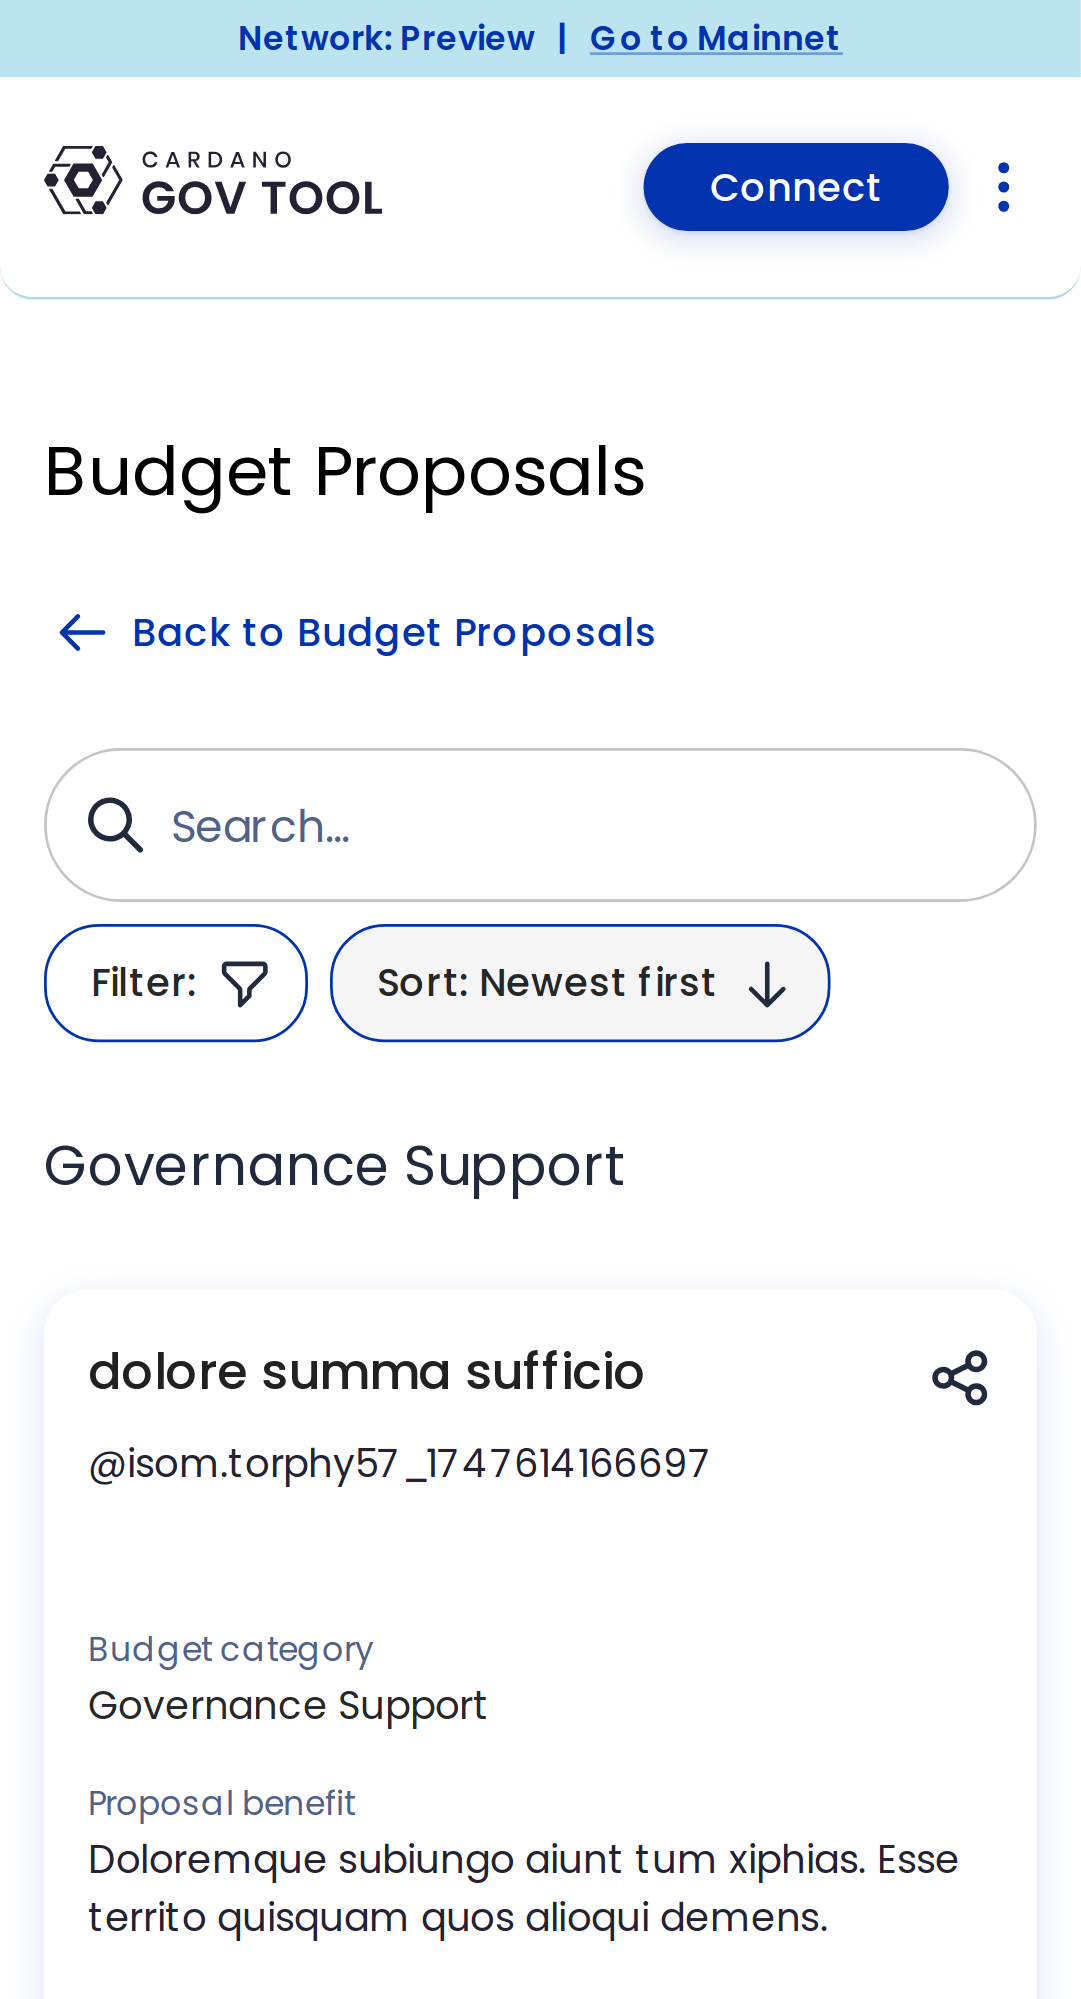 Network: Preview | Go to Mainnet
CARDANO
GOV TOOL
Connect
Budget Proposals
Back to Budget Proposals
Search...
Filter:
Sort: Newest first
Governance Support
dolore summa sufficio
@isom.torphy57_1747614166697
Budget category
Governance Support
Proposal benefit
Doloremque subiungo aiunt tum xiphias. Esse
territo quisquam quos alioqui demens.